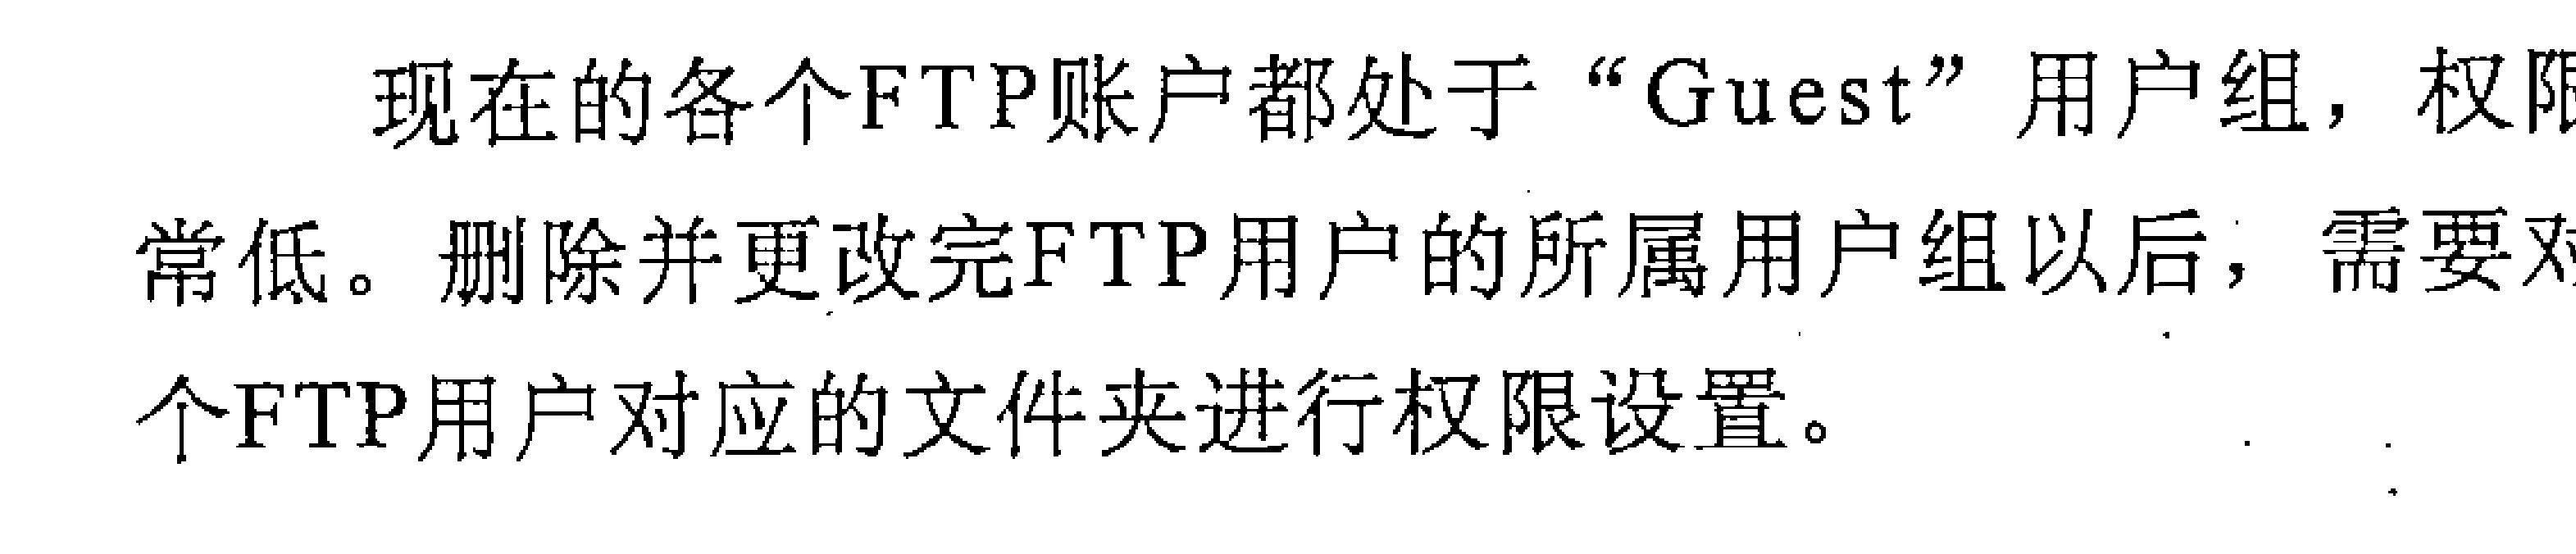 现在的各个FTP账户都处于“Guest”用户组，权限
常低。删除并更改完FTP用户的所属用户组以后，需要对
个FTP用户对应的文件夹进行权限设置。